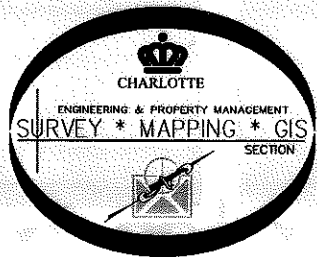 CHARLOTTE
ENGINEERING & PROPERTY MANAGEMENT
SURVEY * MAPPING * GIS
SECTION